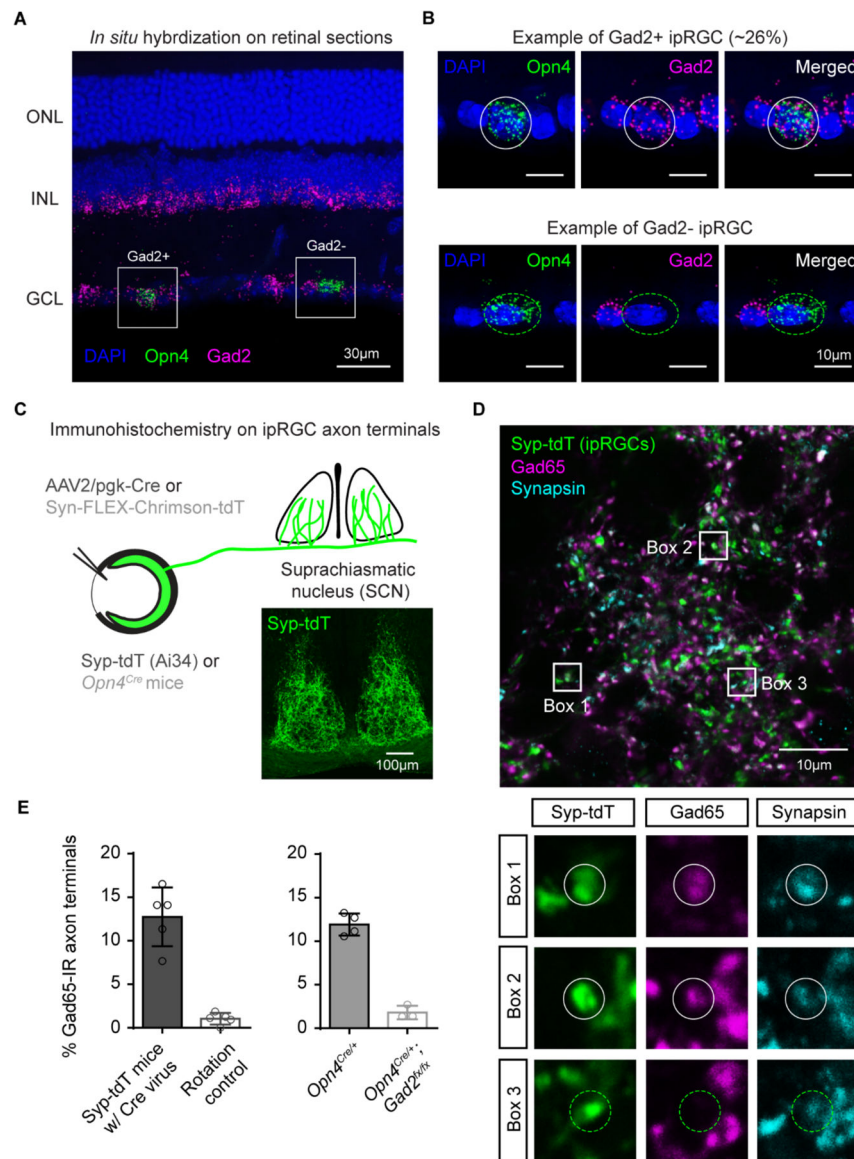 A
In situ hybrdization on retinal sections
ONL
INL
GCL
Gad2+
Gad2-
DAPI Opn4 Gad2
30μm
B
Example of Gad2+ ipRGC (~26%)
DAPI Opn4 Gad2 Merged
Example of Gad2- ipRGC
DAPI Opn4 Gad2 Merged
10μm
C
Immunohistochemistry on ipRGC axon terminals
AAV2/pgk-Cre or
Syn-FLEX-Chrimson-tdT
Suprachiasmatic
nucleus (SCN)
Syp-tdT (Ai34) or
Opn4Cre mice
Syp-tdT
100μm
D
Syp-tdT (ipRGCs)
Gad65
Synapsin
Box 2
Box 1
Box 3
10μm
Syp-tdT Gad65 Synapsin
Box 1
Box 2
Box 3
E
% Gad65-IR axon terminals
20
15
10
5
0
Syp-tdT mice
w/ Cre virus
Rotation
control
20
15
10
5
0
Opn4Cre/+
Opn4Cre/+;
Gad2fx/fx